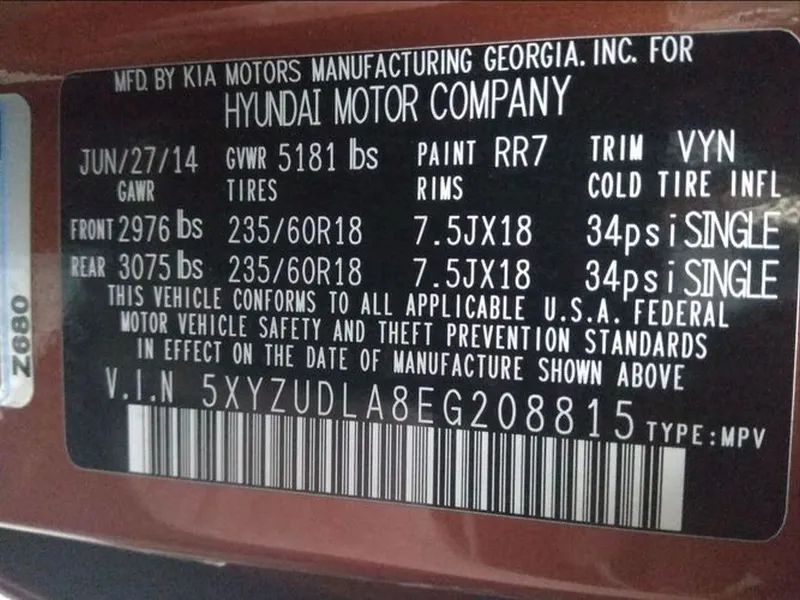 MFD. BY KIA MOTORS MANUFACTURING GEORGIA. INC. FOR
HYUNDAI MOTOR COMPANY
JUN/27/14 GVWR 5181 lbs PAINT RR7 TRIM VYN
GAWR TIRES RIMS COLD TIRE INFL
FRONT 2976 lbs 235/60R18 7.5JX18 34psi SINGLE
REAR 3075 lbs 235/60R18 7.5JX18 34psi SINGLE
THIS VEHICLE CONFORMS TO ALL APPLICABLE U.S.A. FEDERAL
MOTOR VEHICLE SAFETY AND THEFT PREVENTION STANDARDS
IN EFFECT ON THE DATE OF MANUFACTURE SHOWN ABOVE
V.I.N 5XYZUDLA8EG208815 TYPE:MPV
Z680